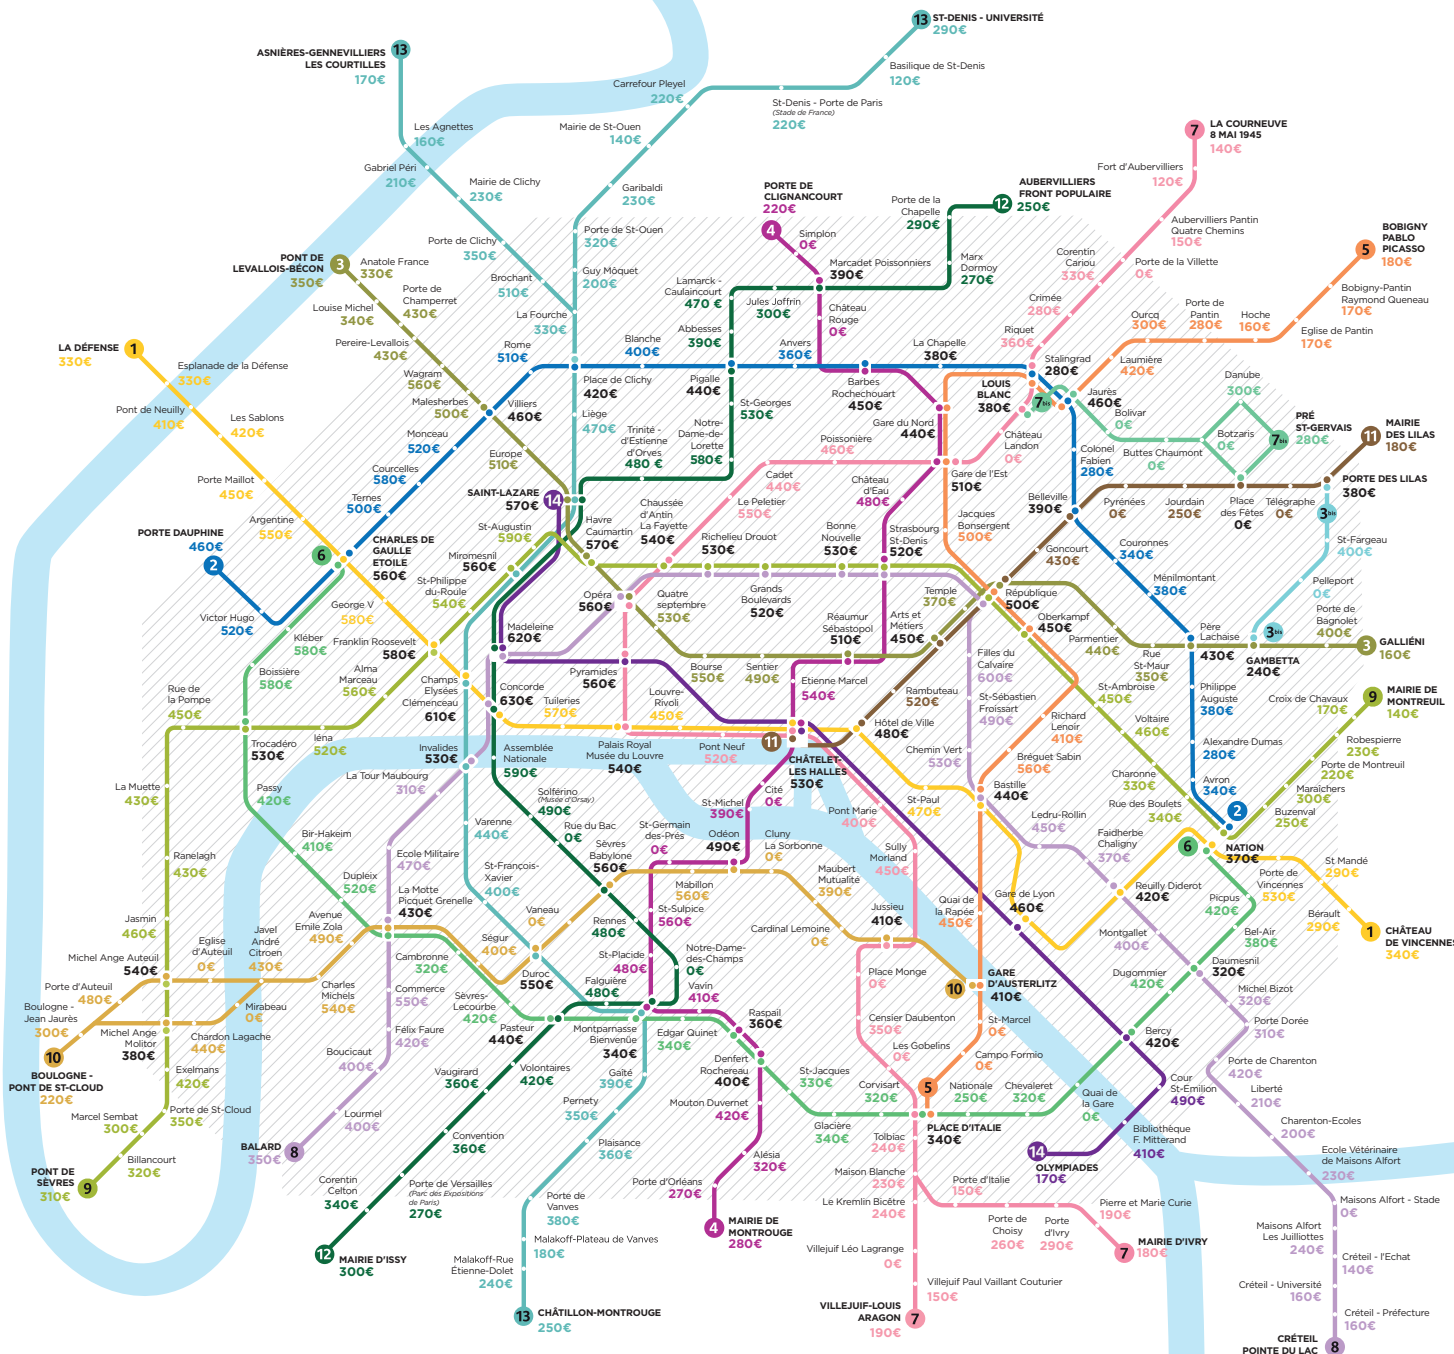 13
ST-DENIS - UNIVERSITÉ
290€
Basilique de St-Denis
120€
St-Denis - Porte de Paris
(Stade de France)
220€
Carrefour Pleyel
220€
Mairie de St-Ouen
140€
Garibaldi
230€
Porte de St-Ouen
320€
Guy Môquet
200€
13
ASNIÈRES-GENNEVILLIERS
LES COURTILLES
170€
Les Agnettes
160€
Gabriel Péri
210€
Mairie de Clichy
230€
Porte de Clichy
350€
Brochant
510€
La Fourche
330€
7
LA COURNEUVE
8 MAI 1945
140€
Fort d'Aubervilliers
120€
Aubervilliers Pantin
Quatre Chemins
150€
Porte de la Villette
0€
Corentin
Cariou
330€
Crimée
280€
Riquet
360€
PORTE DE
CLIGNANCOURT
220€
4
Simplon
0€
Marcadet Poissonniers
390€
Château
Rouge
0€
12
AUBERVILLIERS
FRONT POPULAIRE
250€
Porte de la
Chapelle
290€
Marx
Dormoy
270€
Lamarck -
Caulaincourt
470 €
Jules Joffrin
300€
Abbesses
390€
5
BOBIGNY
PABLO
PICASSO
180€
Bobigny-Pantin
Raymond Queneau
170€
Eglise de Pantin
170€
Hoche
160€
Porte de
Pantin
280€
Ourcq
300€
Laumière
420€
PONT DE
LEVALLOIS-BÉCON
350€
3
Anatole France
330€
Louise Michel
340€
Porte de
Champerret
430€
Pereire-Levallois
430€
Wagram
560€
Malesherbes
500€
LA DÉFENSE
330€
1
Esplanade de la Défense
330€
Pont de Neuilly
410€
Les Sablons
420€
Porte Maillot
450€
Argentine
550€
Rome
510€
Blanche
400€
Place de Clichy
420€
Pigalle
440€
Anvers
360€
La Chapelle
380€
Barbes
Rochechouart
450€
Stalingrad
280€
Jaurès
460€
LOUIS
BLANC
380€
7bis
Villiers
460€
Monceau
520€
Courcelles
580€
Ternes
500€
Liège
470€
Europe
510€
Trinité -
d'Estienne
d'Orves
480 €
St-Georges
530€
Notre-
Dame-de-
Lorette
580€
Poissonière
460€
Cadet
440€
Le Peletier
550€
Gare du Nord
440€
Château
Landon
0€
Gare de l'Est
510€
Château
d'Eau
480€
Jacques
Bonsergent
500€
Colonel
Fabien
280€
Danube
300€
Bolivar
0€
Buttes Chaumont
0€
Botzaris
0€
PRÉ
ST-GERVAIS
280€
7bis
11
MAIRIE
DES LILAS
180€
PORTE DES LILAS
380€
3bis
St-Fargeau
400€
Pelleport
0€
3bis
Place
des Fêtes
0€
Télégraphe
0€
Jourdain
250€
Pyrénées
0€
Belleville
390€
Couronnes
340€
Ménilmontant
380€
Goncourt
430€
SAINT-LAZARE
570€
14
Havre
Caumartin
570€
Chaussée
d'Antin
La Fayette
540€
Richelieu Drouot
530€
Bonne
Nouvelle
530€
Strasbourg
St-Denis
520€
St-Augustin
590€
Miromesnil
560€
St-Philippe
du-Roule
540€
PORTE DAUPHINE
460€
2
Victor Hugo
520€
6
CHARLES DE
GAULLE
ETOILE
560€
Kléber
580€
Boissière
580€
George V
580€
Franklin Roosevelt
580€
Alma
Marceau
560€
Champs
Elysées
Clémenceau
610€
Opéra
560€
Quatre
septembre
530€
Grands
Boulevards
520€
Réaumur
Sébastopol
510€
Arts et
Métiers
450€
Temple
370€
République
500€
Oberkampf
450€
Parmentier
440€
Rue
St-Maur
350€
Père
Lachaise
430€
GAMBETTA
240€
Porte de
Bagnolet
400€
3
GALLIÉNI
160€
Madeleine
620€
Pyramides
560€
Bourse
550€
Sentier
490€
Etienne Marcel
540€
Rambuteau
520€
Filles du
Calvaire
600€
St-Sébastien
Froissart
490€
Chemin Vert
530€
St-Ambroise
450€
Voltaire
460€
Charonne
330€
Rue des Boulets
340€
Richard
Lenoir
410€
Bréguet Sabin
560€
Philippe
Auguste
380€
Alexandre Dumas
280€
Avron
340€
2
9
MAIRIE DE
MONTREUIL
140€
Croix de Chavaux
170€
Robespierre
230€
Porte de Montreuil
220€
Maraîchers
300€
Buzenval
250€
Rue de
la Pompe
450€
Trocadéro
530€
Iéna
520€
Concorde
630€
Tuileries
570€
Louvre-
Rivoli
450€
Palais Royal
Musée du Louvre
540€
Pont Neuf
520€
11
CHÂTELET-
LES HALLES
530€
Hôtel de Ville
480€
Invalides
530€
Assemblée
Nationale
590€
La Tour Maubourg
310€
La Muette
430€
Passy
420€
Bir-Hakeim
410€
Ranelagh
430€
Dupleix
520€
Ecole Militaire
470€
Varenne
440€
Solférino
(Musée d'Orsay)
490€
Rue du Bac
0€
St-François-
Xavier
400€
Sèvres
Babylone
560€
St-Germain
des-Prés
0€
St-Michel
390€
Odéon
490€
Cité
0€
Cluny
La Sorbonne
0€
Maubert
Mutualité
390€
Mabillon
560€
St-Sulpice
560€
Pont Marie
400€
Sully
Morland
450€
St-Paul
470€
Bastille
440€
Ledru-Rollin
450€
Faidherbe
Chaligny
370€
6
NATION
370€
St Mandé
290€
Porte de
Vincennes
530€
Bérault
290€
1
CHÂTEAU
DE VINCENNES
340€
Jasmin
460€
Michel Ange Auteuil
540€
Eglise
d'Auteuil
0€
Javel
André
Citroen
430€
Avenue
Emile Zola
490€
La Motte
Picquet Grenelle
430€
Cambronne
320€
Ségur
400€
Vaneau
0€
Duroc
550€
Rennes
480€
St-Placide
480€
Notre-Dame-
des-Champs
0€
Vavin
410€
Cardinal Lemoine
0€
Jussieu
410€
Quai de
la Rapée
450€
Gare de Lyon
460€
Reuilly Diderot
420€
Picpus
420€
Bel-Air
380€
Montgallet
400€
Daumesnil
320€
Dugommier
420€
Michel Bizot
320€
Porte Dorée
310€
Porte de Charenton
420€
Liberté
210€
Charenton-Ecoles
200€
Ecole Vétérinaire
de Maisons Alfort
230€
Maisons Alfort - Stade
0€
Maisons Alfort
Les Juilliottes
240€
Créteil - l'Echat
140€
Créteil - Université
160€
Créteil - Préfecture
160€
CRÉTEIL
POINTE DU LAC
8
Porte d'Auteuil
480€
Boulogne -
Jean Jaurès
300€
10
BOULOGNE -
PONT DE ST-CLOUD
220€
Michel Ange
Molitor
380€
Mirabeau
0€
Chardon Lagache
440€
Charles
Michels
540€
Commerce
550€
Félix Faure
420€
Boucicaut
400€
Lourmel
400€
BALARD
350€
8
Exelmans
420€
Porte de St-Cloud
350€
Marcel Sembat
300€
Billancourt
320€
PONT DE
SÈVRES
310€
9
Sèvres-
Lecourbe
420€
Pasteur
440€
Falguière
480€
Montparnasse
Bienvenue
340€
Edgar Quinet
340€
Raspail
360€
Denfert
Rochereau
400€
Mouton Duvernet
420€
Alésia
320€
Porte d'Orléans
270€
4
MAIRIE DE
MONTROUGE
280€
Volontaires
420€
Vaugirard
360€
Convention
360€
Porte de Versailles
(Parc des Expositions
de Paris)
270€
Corentin
Celton
340€
12
MAIRIE D'ISSY
300€
Gaîté
390€
Pernety
350€
Plaisance
360€
Porte de
Vanves
380€
Malakoff-Plateau de Vanves
180€
Malakoff-Rue
Étienne-Dolet
240€
13
CHÂTILLON-MONTROUGE
250€
St-Jacques
330€
Glacière
340€
Corvisart
320€
Place Monge
0€
Censier Daubenton
350€
Les Gobelins
0€
10
GARE
D'AUSTERLITZ
410€
St-Marcel
0€
Campo Formio
0€
5
PLACE D'ITALIE
340€
Nationale
250€
Chevaleret
320€
Quai de
la Gare
0€
Bercy
420€
Cour
St-Emilion
490€
Bibliothèque
F. Mitterrand
410€
14
OLYMPIADES
170€
Tolbiac
240€
Maison Blanche
230€
Le Kremlin Bicêtre
240€
Villejuif Léo Lagrange
0€
Villejuif Paul Vaillant Couturier
150€
VILLEJUIF-LOUIS
ARAGON
190€
7
Porte d'Italie
150€
Porte de
Choisy
260€
Porte
d'Ivry
290€
Pierre et Marie Curie
190€
7
MAIRIE D'IVRY
180€